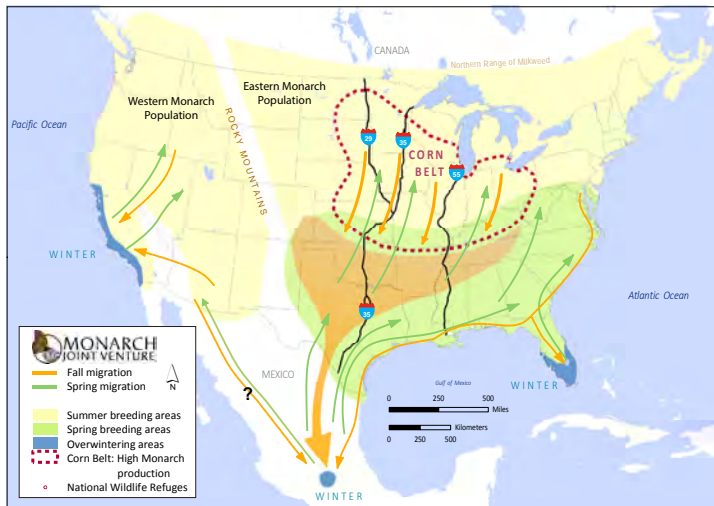 CANADA
Northern Range of Milkweed
Eastern Monarch
Population
Western Monarch
Population
Pacific Ocean
ROCKY MOUNTAINS
29
35
CORN
BELT
55
WINTER
35
Atlantic Ocean
MONARCH
JOINT VENTURE
Fall migration
Spring migration
N
Summer breeding areas
Spring breeding areas
Overwintering areas
Corn Belt: High Monarch
production
National Wildlife Refuges
MEXICO
?
Gulf of Mexico
0 250 500
Miles
Kilometers
0 250 500
WINTER
WINTER